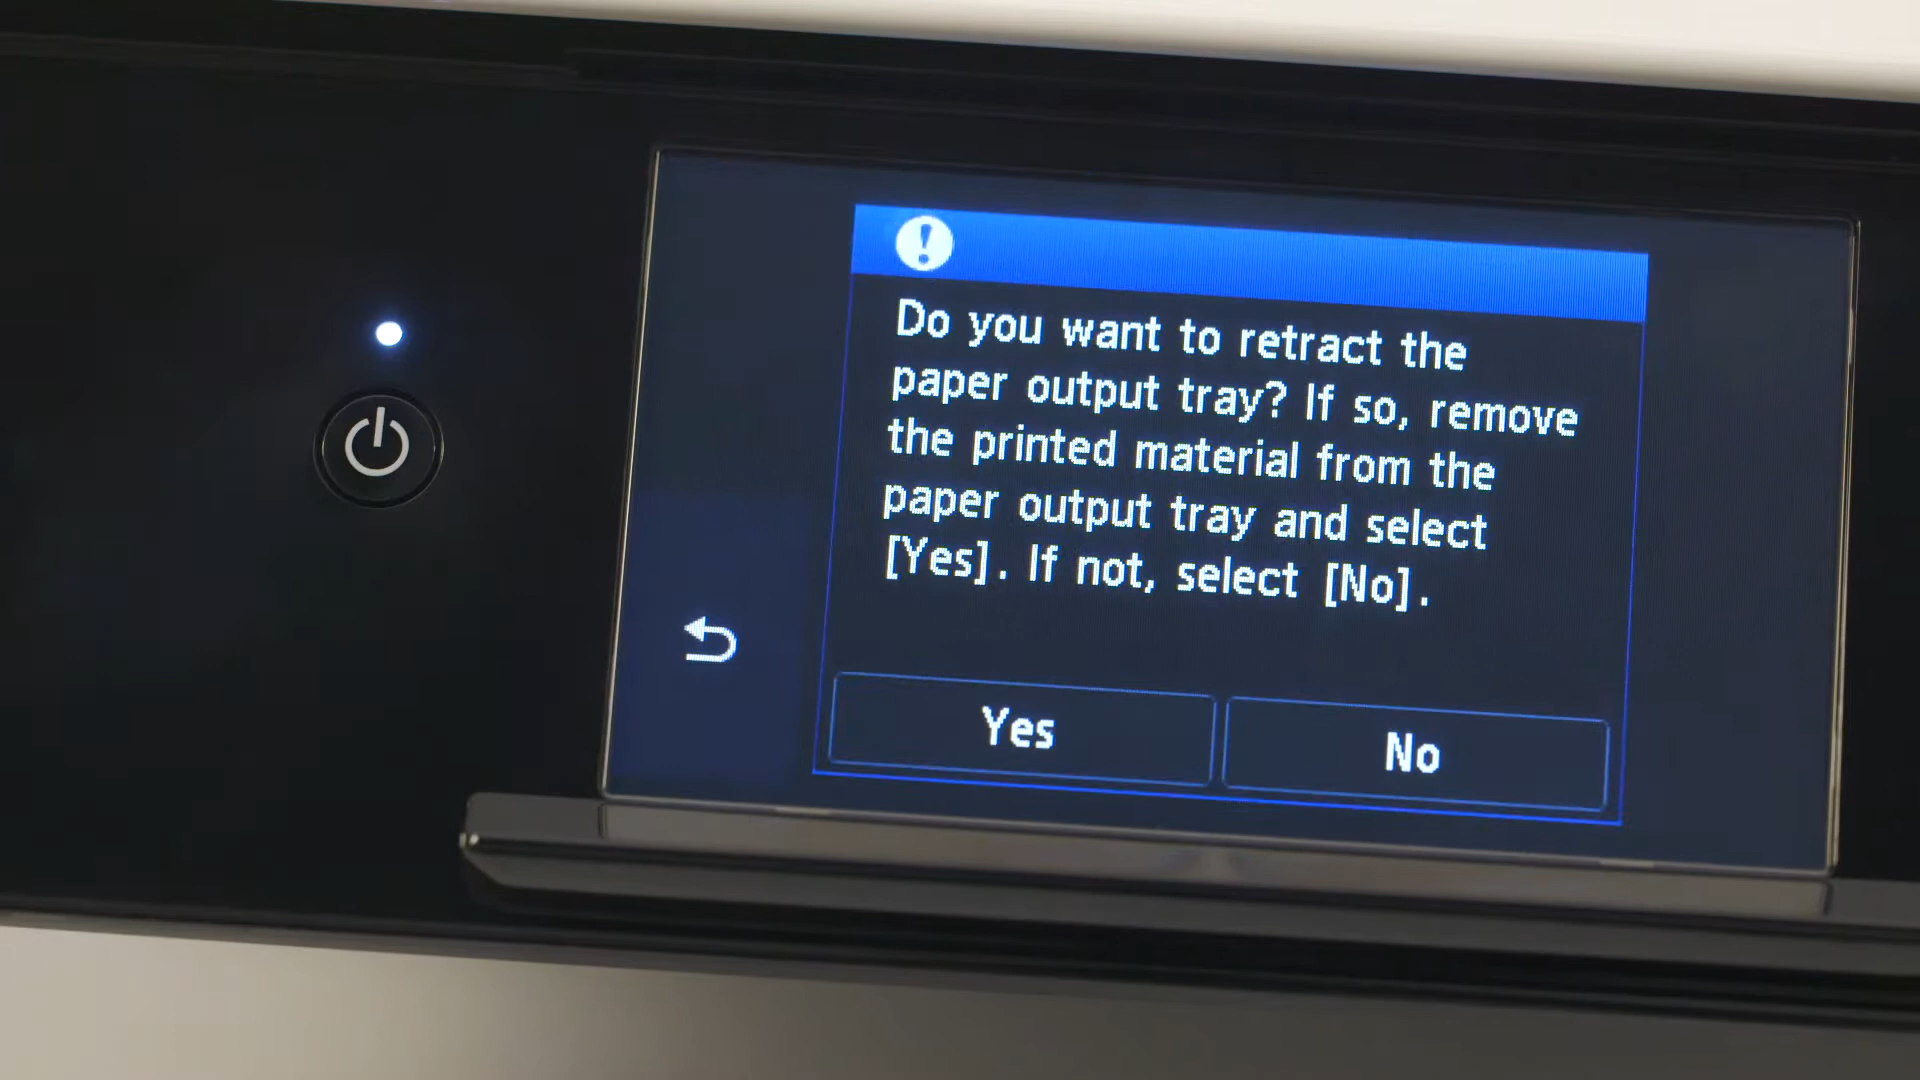 Do you want to retract the
paper output tray? If so, remove
the printed material from the
paper output tray and select
[Yes]. If not, select [No].
Yes
No